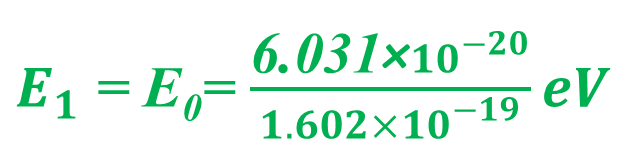 E₁ = E₀ = 6.031×10⁻²⁰ / 1.602×10⁻¹⁹ eV